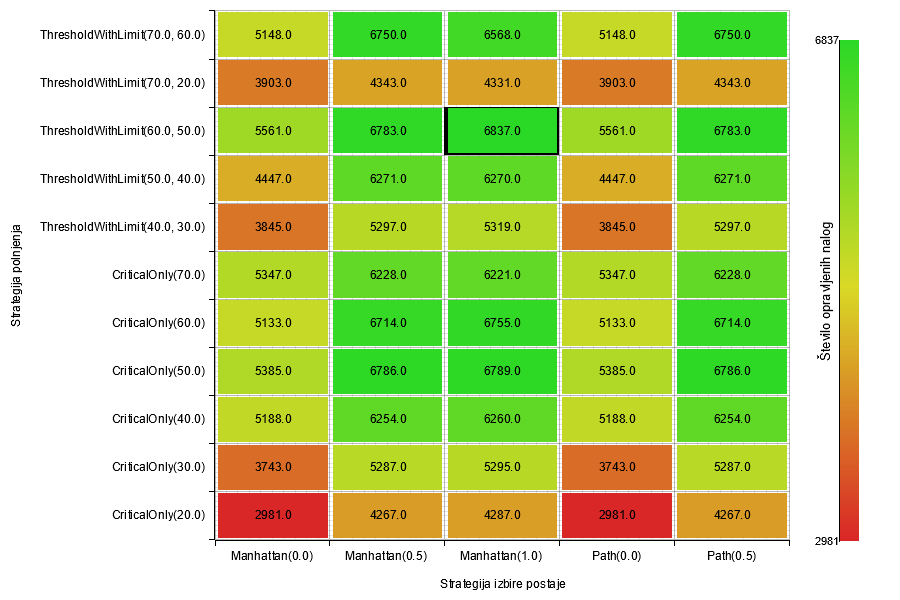 ThresholdWithLimit(70.0, 60.0) 5148.0 6750.0 6568.0 5148.0 6750.0
ThresholdWithLimit(70.0, 20.0) 3903.0 4343.0 4331.0 3903.0 4343.0
ThresholdWithLimit(60.0, 50.0) 5561.0 6783.0 6837.0 5561.0 6783.0
ThresholdWithLimit(50.0, 40.0) 4447.0 6271.0 6270.0 4447.0 6271.0
ThresholdWithLimit(40.0, 30.0) 3845.0 5297.0 5319.0 3845.0 5297.0
CriticalOnly(70.0) 5347.0 6228.0 6221.0 5347.0 6228.0
CriticalOnly(60.0) 5133.0 6714.0 6755.0 5133.0 6714.0
CriticalOnly(50.0) 5385.0 6786.0 6789.0 5385.0 6786.0
CriticalOnly(40.0) 5188.0 6254.0 6260.0 5188.0 6254.0
CriticalOnly(30.0) 3743.0 5287.0 5295.0 3743.0 5287.0
CriticalOnly(20.0) 2981.0 4267.0 4287.0 2981.0 4267.0
Manhattan(0.0) Manhattan(0.5) Manhattan(1.0) Path(0.0) Path(0.5)
Strategija izbire postaje
Strategija polnjenja
6837
Število opravljenih nalog
2981